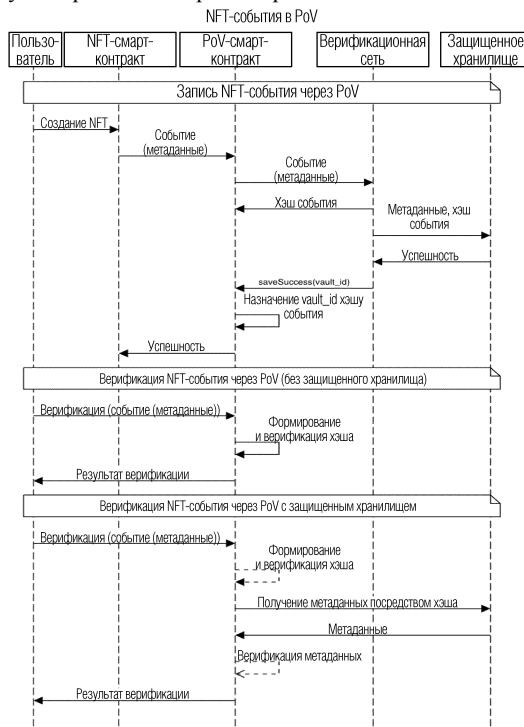 NFT-события в PoV
Пользо-
ватель
NFT-смарт-
контракт
PoV-смарт-
контракт
Верификационная
сеть
Защищенное
хранилище
Запись NFT-события через PoV
Создание NFT
Событие
(метаданные)
Событие
(метаданные)
Хэш события
Метаданные, хэш
события
Успешность
saveSuccess(vault_id)
Назначение vault_id хэшу
события
Успешность
Верификация NFT-события через PoV (без защищенного хранилища)
Верификация (событие (метаданные))
Формирование
и верификация хэша
Результат верификации
Верификация NFT-события через PoV с защищенным хранилищем
Верификация (событие (метаданные))
Формирование
и верификация хэша
Получение метаданных посредством хэша
Метаданные
Верификация метаданных
Результат верификации